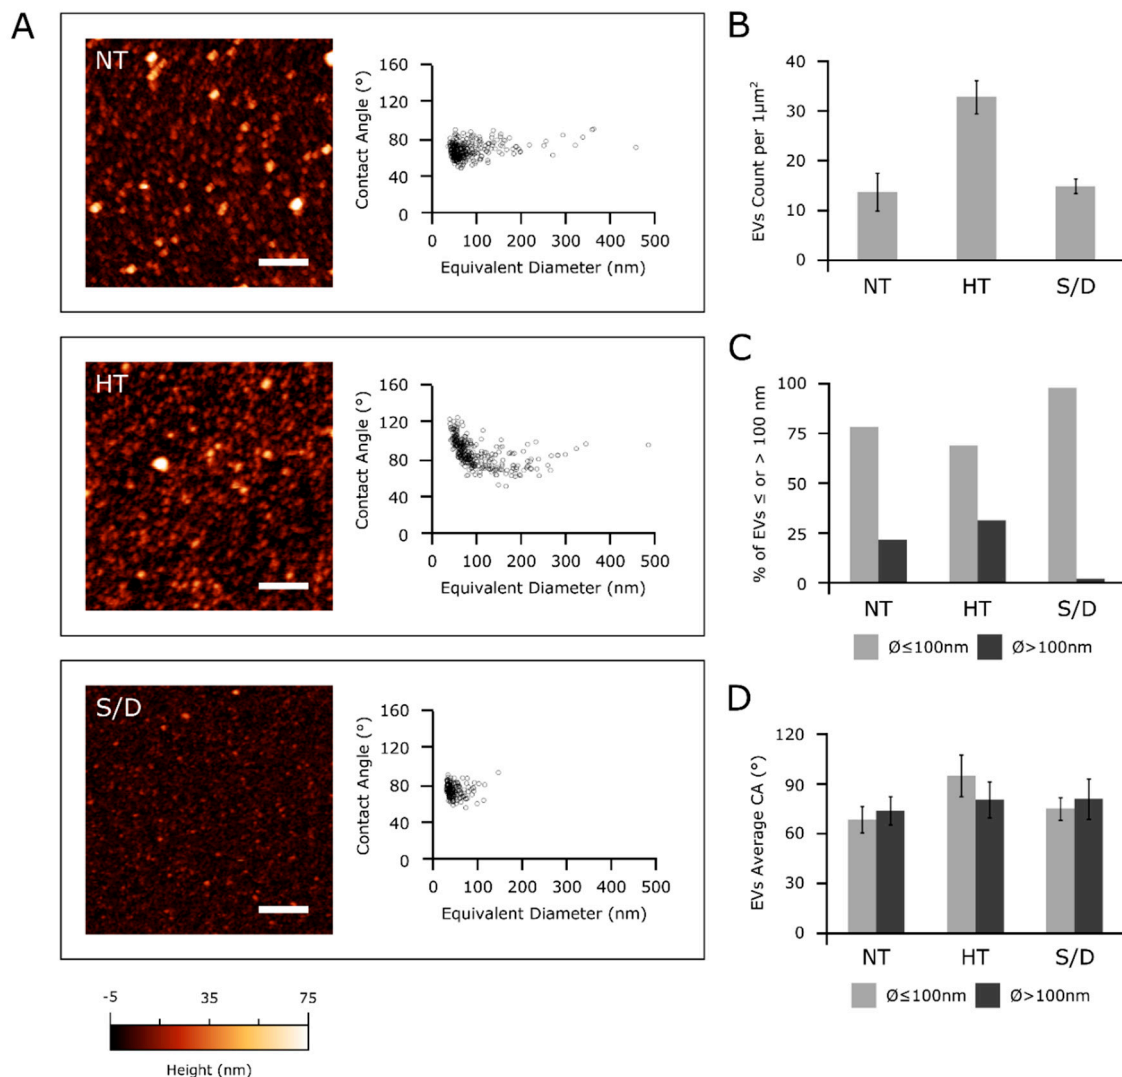 A
NT
160
120
80
40
0
Contact Angle (°)
0 100 200 300 400 500
Equivalent Diameter (nm)
HT
160
120
80
40
0
Contact Angle (°)
0 100 200 300 400 500
Equivalent Diameter (nm)
S/D
160
120
80
40
0
Contact Angle (°)
0 100 200 300 400 500
Equivalent Diameter (nm)
-5 35 75
Height (nm)
B
40
30
20
10
0
EVs Count per 1µm²
NT HT S/D
C
100
75
50
25
0
% of EVs ≤ or > 100 nm
NT HT S/D
Ø≤100nm Ø>100nm
D
120
90
60
30
0
EVs Average CA (°)
NT HT S/D
Ø≤100nm Ø>100nm